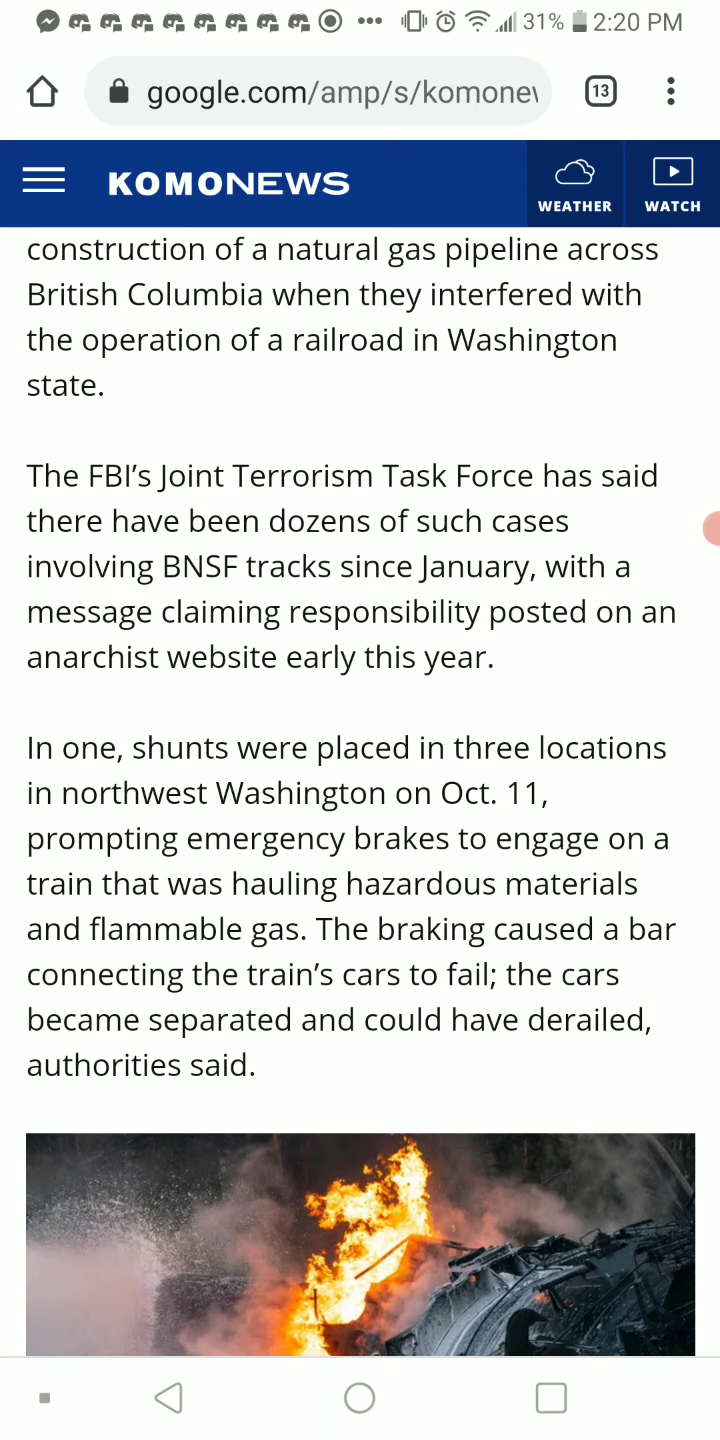 31% 2:20 PM
google.com/amp/s/komonev
13
KOMONEWS
WEATHER
WATCH
construction of a natural gas pipeline across
British Columbia when they interfered with
the operation of a railroad in Washington
state.
The FBI’s Joint Terrorism Task Force has said
there have been dozens of such cases
involving BNSF tracks since January, with a
message claiming responsibility posted on an
anarchist website early this year.
In one, shunts were placed in three locations
in northwest Washington on Oct. 11,
prompting emergency brakes to engage on a
train that was hauling hazardous materials
and flammable gas. The braking caused a bar
connecting the train’s cars to fail; the cars
became separated and could have derailed,
authorities said.